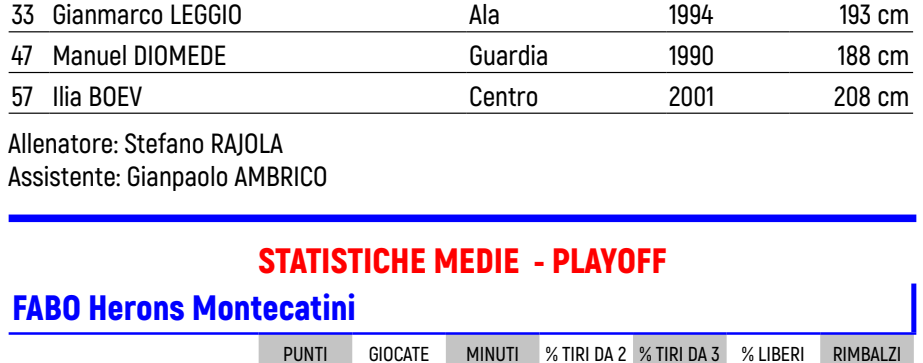 33 Gianmarco LEGGIO Ala 1994 193 cm
47 Manuel DIOMEDE Guardia 1990 188 cm
57 Ilia BOEV Centro 2001 208 cm
Allenatore: Stefano RAJOLA
Assistente: Gianpaolo AMBRICO
STATISTICHE MEDIE - PLAYOFF
FABO Herons Montecatini
PUNTI GIOCATE MINUTI % TIRI DA 2 % TIRI DA 3 % LIBERI RIMBALZI